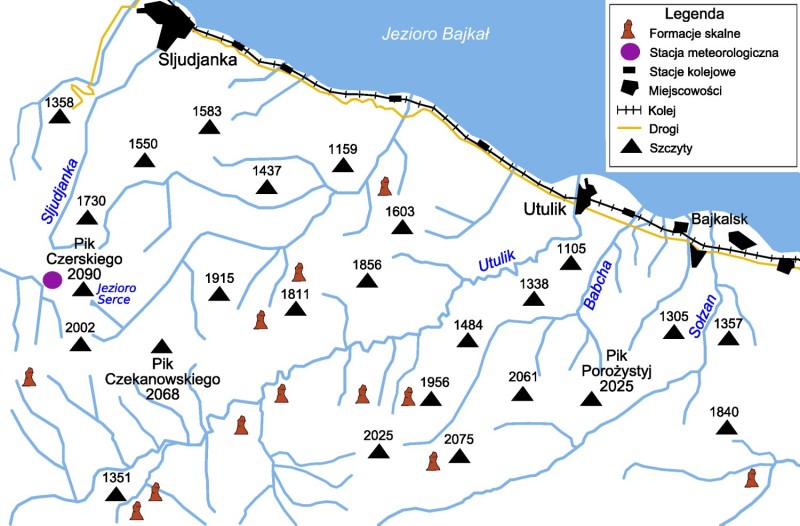 Jezioro Bajkał
Legenda
Formacje skalne
Stacja meteorologiczna
Stacje kolejowe
Miejscowości
Kolej
Drogi
Szczyty
Sljudjanka
1358
1583
1550
1159
1437
Sljudjanka
1730
1603
Utulik
Bajkalsk
Pik
Czerskiego
2090
Jezioro
Serce
1915
1811
1856
Utulik
1105
1338
Babcha
Sołzan
2002
1484
1305
1357
Pik
Czekanowskiego
2068
1956
2061
Pik
Porożystyj
2025
1840
2025
2075
1351